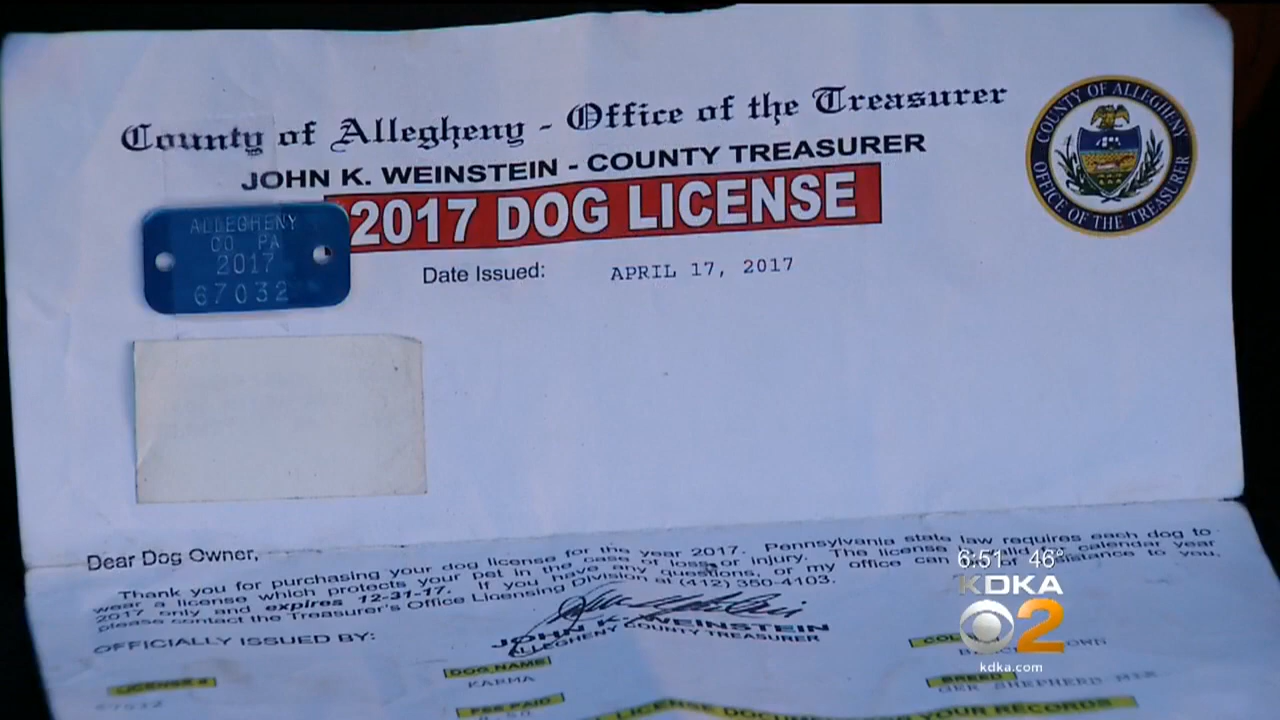 County of Allegheny - Office of the Treasurer
JOHN K. WEINSTEIN - COUNTY TREASURER
2017 DOG LICENSE
Date Issued: APRIL 17, 2017
COUNTY OF ALLEGHENY
OFFICE OF THE TREASURER
ALLEGHENY
CO PA
2017
67032
Dear Dog Owner,
Thank you for purchasing your dog license for the year 2017. Pennsylvania state law requires each dog to
wear a license which protects your pet in the case of loss or injury. The license calendar year
2017 only and expires 12-31-17. If you have any questions, or my office can to you,
please contact the Treasurer's Office Licensing Division at (412) 350-4103.
OFFICIALLY ISSUED BY:
JOHN K. WEINSTEIN
ALLEGHENY COUNTY TREASURER
LICENSE #
DOG NAME
KARMA
BREED
GER SHEPHERD MIX
FEE PAID
LICENSE YOUR RECORDS
6:51 46°
KDKA
2
kdka.com